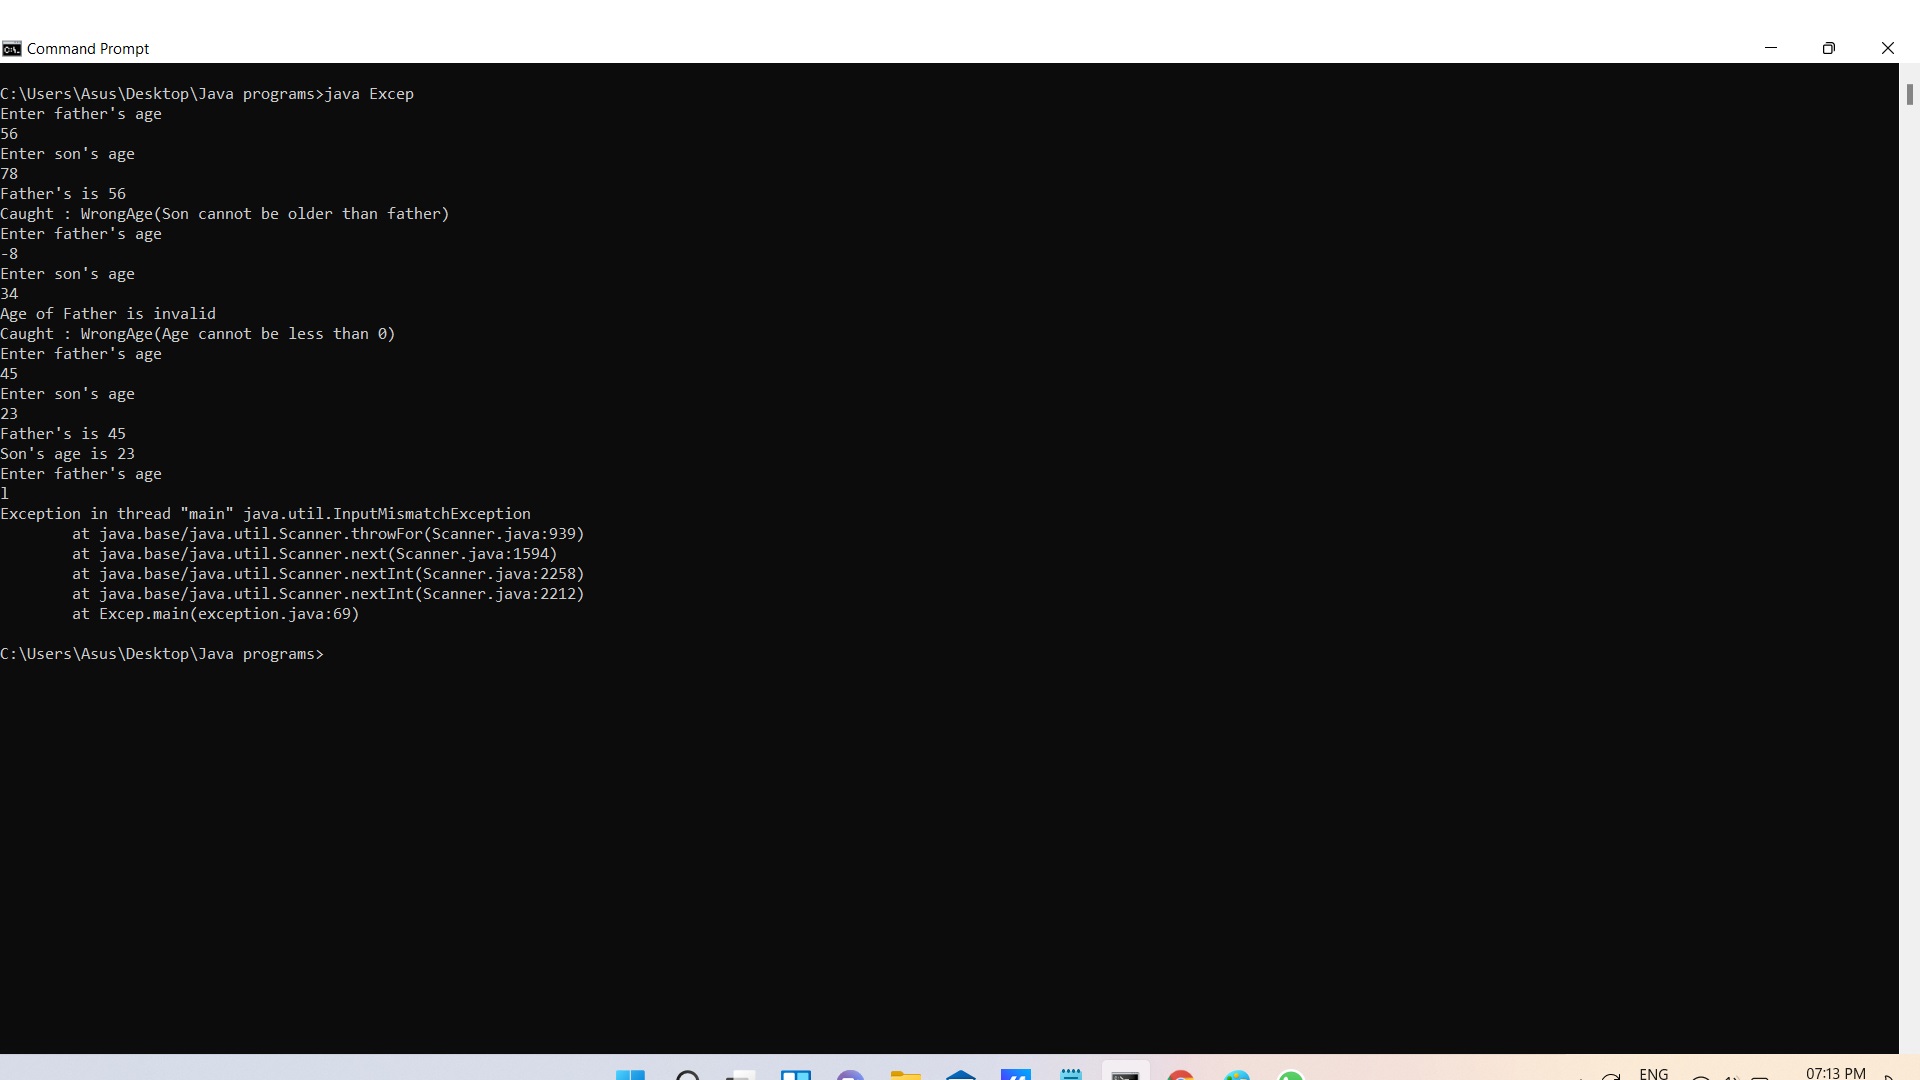 Command Prompt
C:\Users\Asus\Desktop\Java programs>java Excep
Enter father's age
56
Enter son's age
78
Father's is 56
Caught : WrongAge(Son cannot be older than father)
Enter father's age
-8
Enter son's age
34
Age of Father is invalid
Caught : WrongAge(Age cannot be less than 0)
Enter father's age
45
Enter son's age
23
Father's is 45
Son's age is 23
Enter father's age
l
Exception in thread "main" java.util.InputMismatchException
at java.base/java.util.Scanner.throwFor(Scanner.java:939)
at java.base/java.util.Scanner.next(Scanner.java:1594)
at java.base/java.util.Scanner.nextInt(Scanner.java:2258)
at java.base/java.util.Scanner.nextInt(Scanner.java:2212)
at Excep.main(exception.java:69)
C:\Users\Asus\Desktop\Java programs>
ENG
07:13 PM